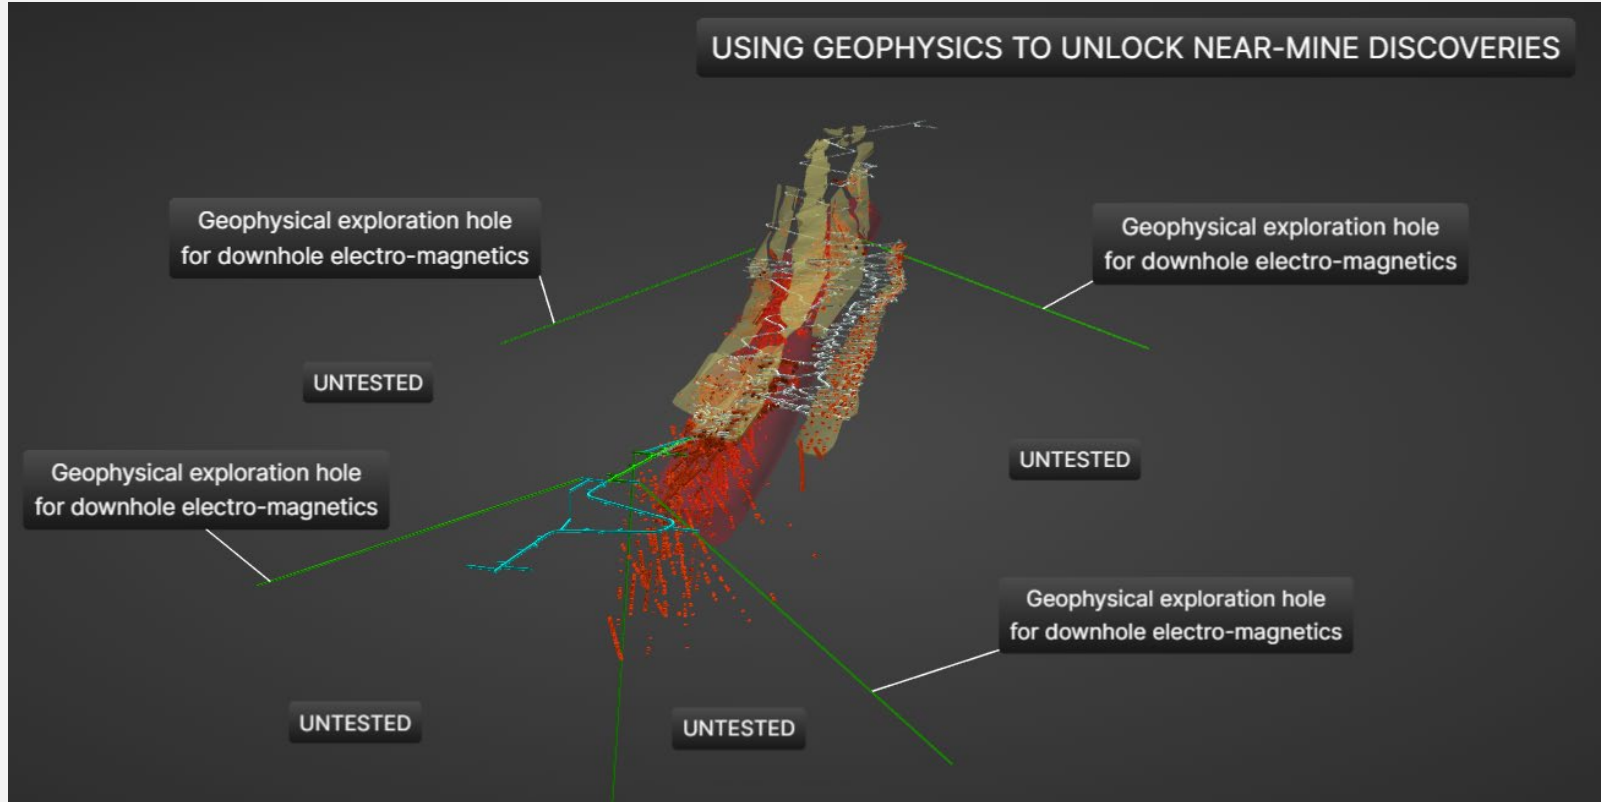 USING GEOPHYSICS TO UNLOCK NEAR-MINE DISCOVERIES
Geophysical exploration hole
for downhole electro-magnetics
Geophysical exploration hole
for downhole electro-magnetics
UNTESTED
UNTESTED
Geophysical exploration hole
for downhole electro-magnetics
Geophysical exploration hole
for downhole electro-magnetics
UNTESTED
UNTESTED